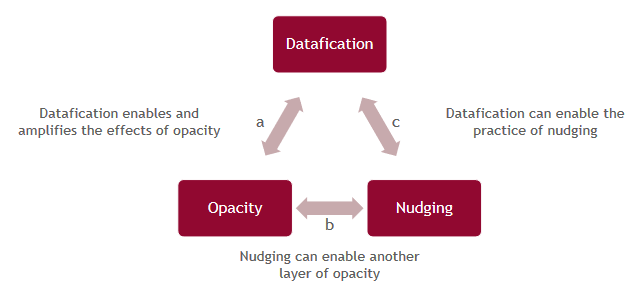 Datafication
Datafication enables and
amplifies the effects of opacity
a
c
Datafication can enable the
practice of nudging
Opacity
Nudging
b
Nudging can enable another
layer of opacity